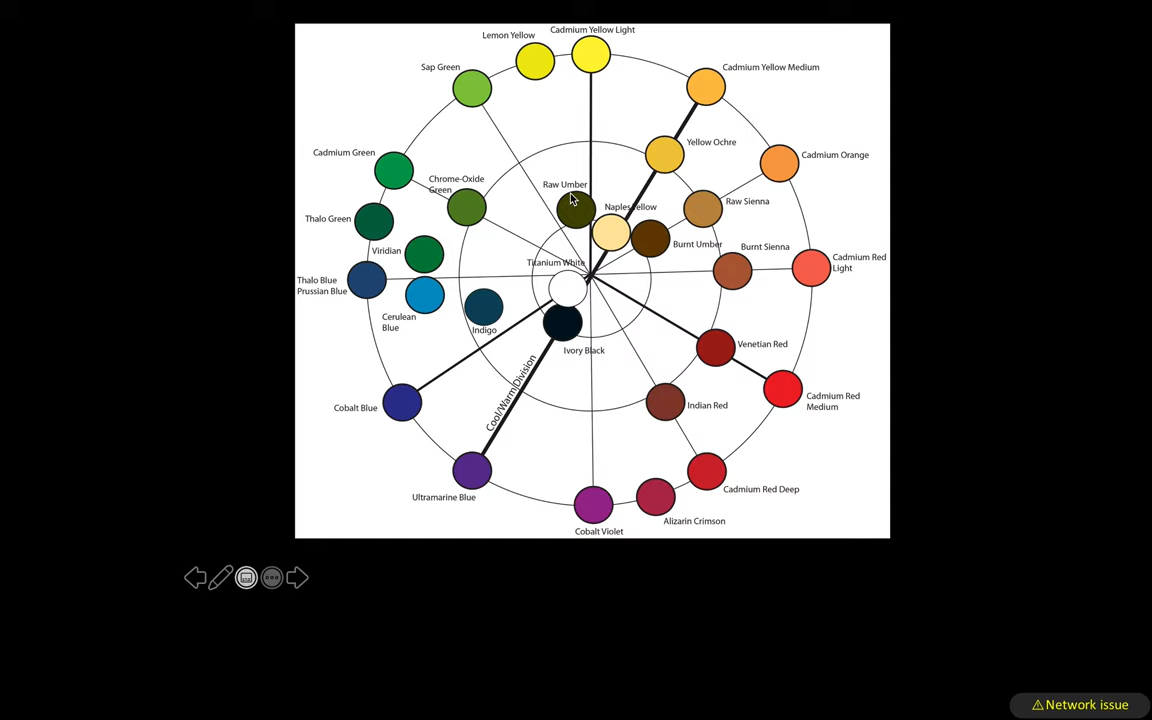 Cadmium Yellow Light
Lemon Yellow
Sap Green
Cadmium Yellow Medium
Yellow Ochre
Cadmium Orange
Cadmium Green
Chrome-Oxide
Green
Raw Umber
Naples Yellow
Raw Sienna
Thalo Green
Viridian
Burnt Umber
Burnt Sienna
Cadmium Red
Light
Titanium White
Thalo Blue
Prussian Blue
Cerulean
Blue
Indigo
Ivory Black
Venetian Red
Cool/Warm Division
Cobalt Blue
Indian Red
Cadmium Red
Medium
Ultramarine Blue
Cadmium Red Deep
Alizarin Crimson
Cobalt Violet
⚠Network issue